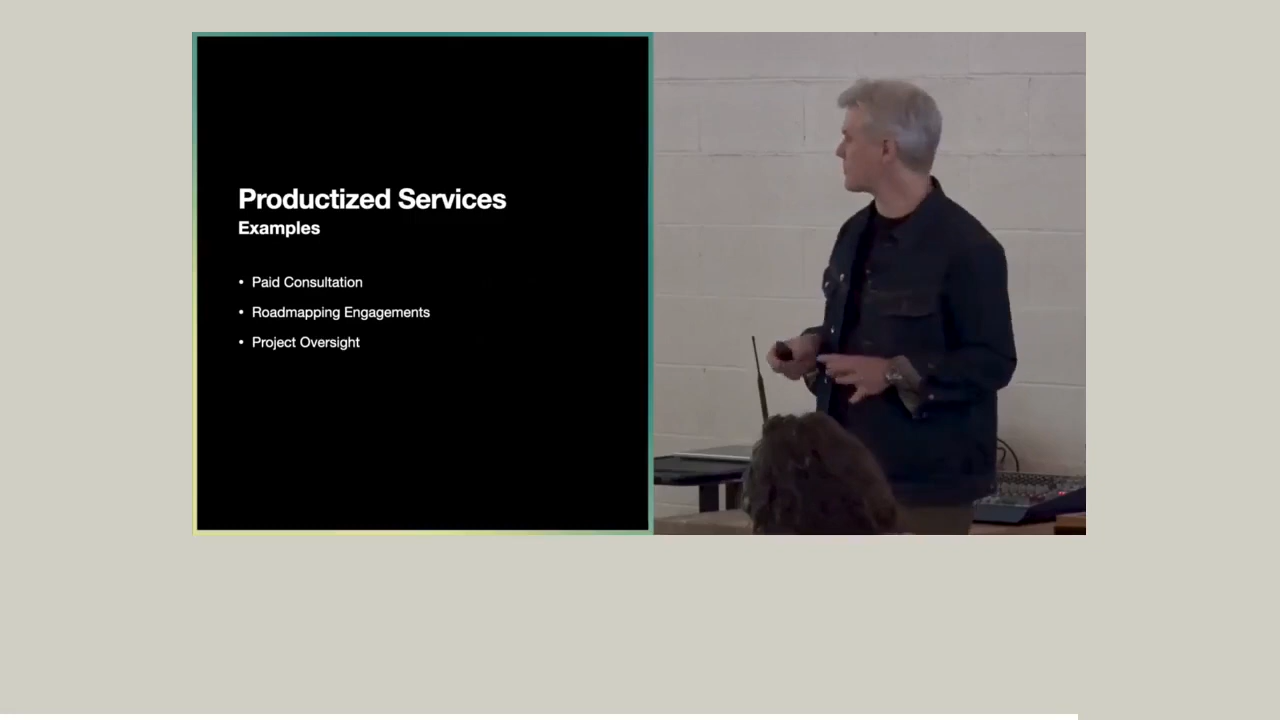 Productized Services
Examples
• Paid Consultation
• Roadmapping Engagements
• Project Oversight